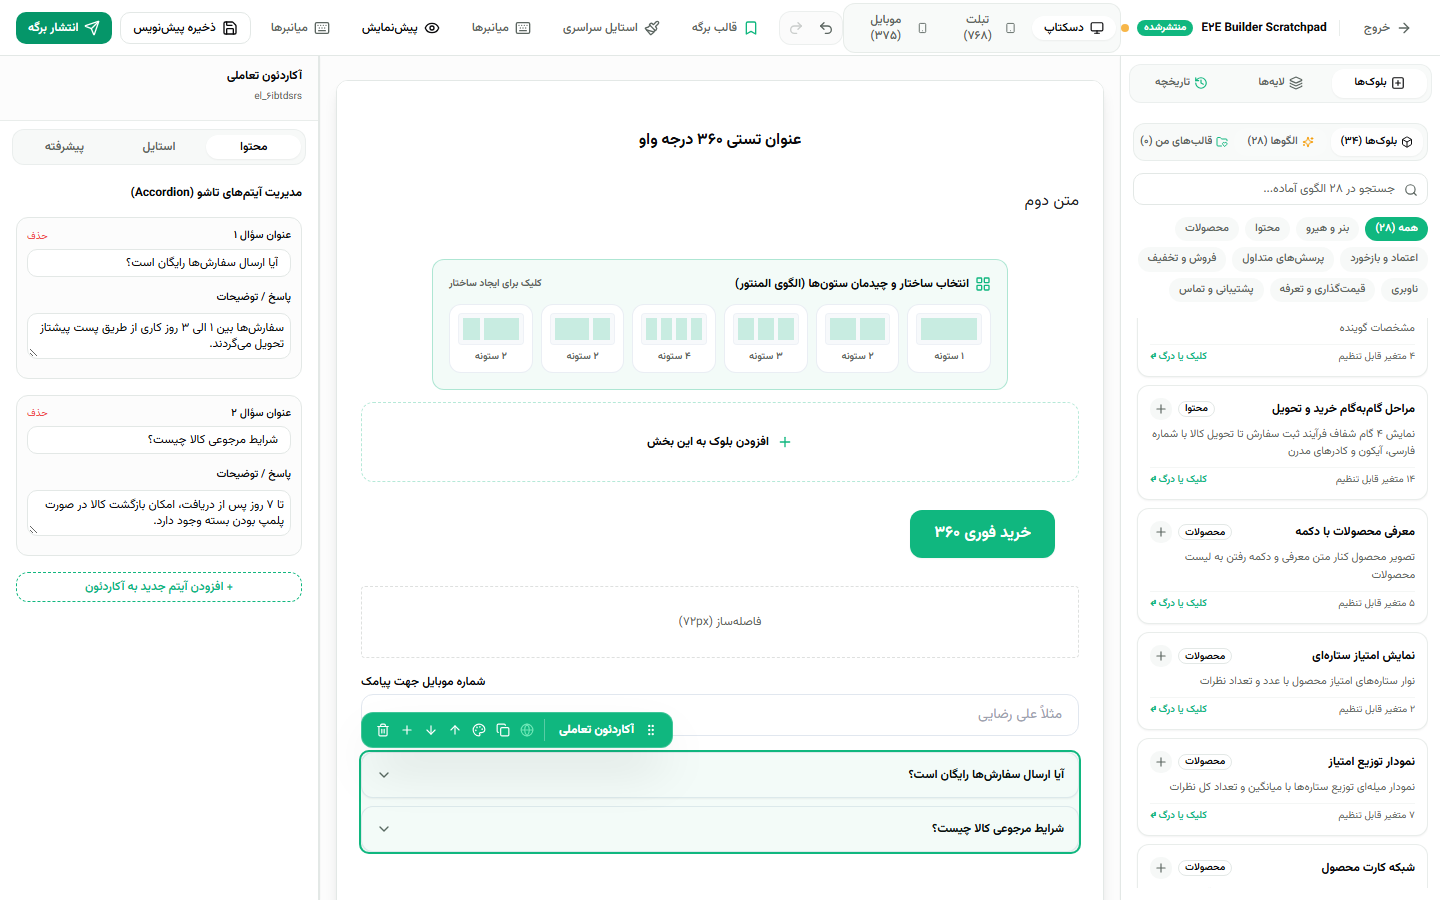 خروج
E2E Builder Scratchpad
منتشرشده
دسکتاپ
تبلت (۷۶۸)
موبایل (۳۷۵)
قالب برگه
استایل سراسری
میانبرها
پیش‌نمایش
میانبرها
ذخیره پیش‌نویس
انتشار برگه
بلوک‌ها
لایه‌ها
تاریخچه
بلوک‌ها (۳۴)
الگوها (۲۸)
قالب‌های من (۰)
جستجو در ۲۸ الگوی آماده...
همه (۲۸)
بنر و هیرو
محتوا
محصولات
اعتماد و بازخورد
پرسش‌های متداول
فروش و تخفیف
ناوبری
قیمت‌گذاری و تعرفه
پشتیبانی و تماس
مشخصات گوینده
۴ متغیر قابل تنظیم
کلیک یا درگ
مراحل گام‌به‌گام خرید و تحویل
محتوا
نمایش ۴ گام شفاف فرآیند ثبت سفارش تا تحویل کالا با شماره
فارسی، آیکون و کادرهای مدرن
۱۴ متغیر قابل تنظیم
کلیک یا درگ
معرفی محصولات با دکمه
محصولات
تصویر محصول کنار متن معرفی و دکمه رفتن به لیست
محصولات
۵ متغیر قابل تنظیم
کلیک یا درگ
نمایش امتیاز ستاره‌ای
محصولات
نوار ستاره‌های امتیاز محصول با عدد و تعداد نظرات
۲ متغیر قابل تنظیم
کلیک یا درگ
نمودار توزیع امتیاز
محصولات
نمودار میله‌ای توزیع ستاره‌ها با میانگین و تعداد کل نظرات
۷ متغیر قابل تنظیم
کلیک یا درگ
شبکه کارت محصول
محصولات
عنوان تستی ۳۶۰ درجه واو
متن دوم
انتخاب ساختار و چیدمان ستون‌ها (الگوی المنتور)
کلیک برای ایجاد ساختار
۱ ستونه
۲ ستونه
۳ ستونه
۴ ستونه
۲ ستونه
۲ ستونه
افزودن بلوک به این بخش
خرید فوری ۳۶۰
فاصله‌ساز (۷۲px)
شماره موبایل جهت پیامک
مثلاً علی رضایی
آکاردئون تعاملی
آیا ارسال سفارش‌ها رایگان است؟
شرایط مرجوعی کالا چیست؟
آکاردئون تعاملی
el_۶ibtdsrs
محتوا
استایل
پیشرفته
مدیریت آیتم‌های تاشو (Accordion)
عنوان سؤال ۱
حذف
آیا ارسال سفارش‌ها رایگان است؟
پاسخ / توضیحات
سفارش‌ها بین ۱ الی ۳ روز کاری از طریق پست پیشتاز
تحویل می‌گردند.
عنوان سؤال ۲
حذف
شرایط مرجوعی کالا چیست؟
پاسخ / توضیحات
تا ۷ روز پس از دریافت، امکان بازگشت کالا در صورت
پلمپ بودن بسته وجود دارد.
+ افزودن آیتم جدید به آکاردئون